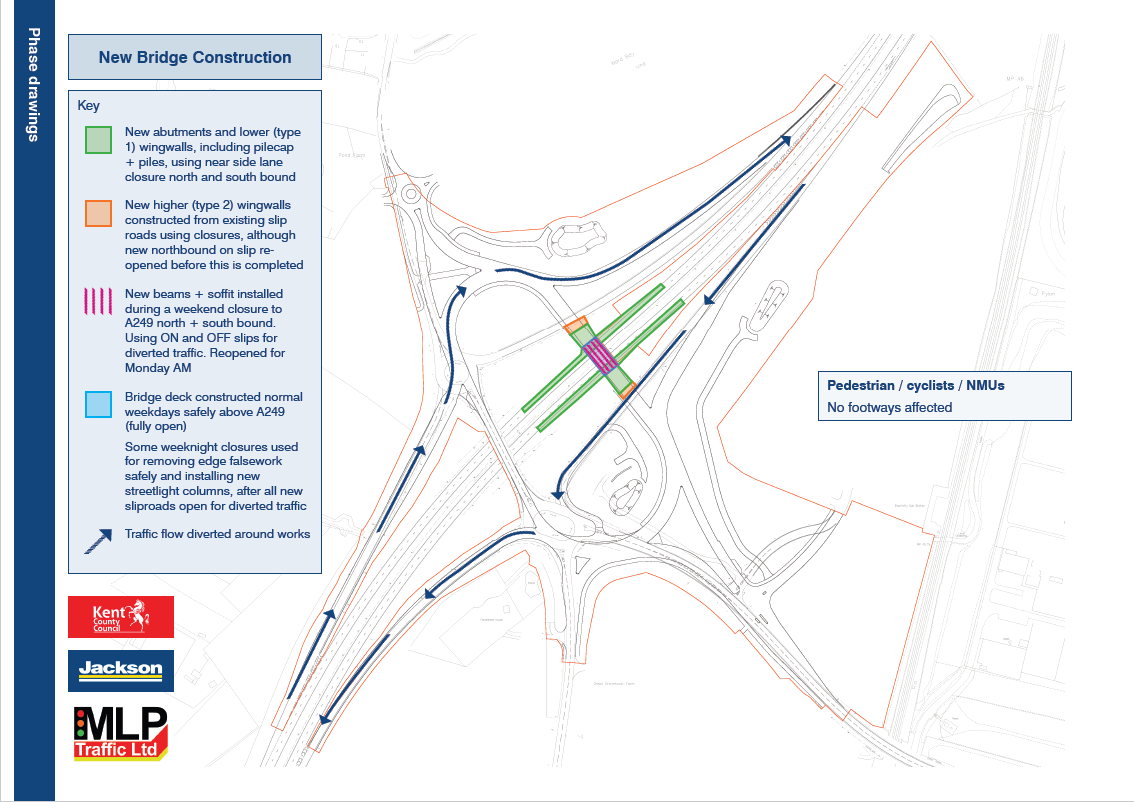 Phase drawings
New Bridge Construction
Key
New abutments and lower (type
1) wingwalls, including pilecap
+ piles, using near side lane
closure north and south bound
New higher (type 2) wingwalls
constructed from existing slip
roads using closures, although
new northbound on slip re-
opened before this is completed
New beams + soffit installed
during a weekend closure to
A249 north + south bound.
Using ON and OFF slips for
diverted traffic. Reopened for
Monday AM
Bridge deck constructed normal
weekdays safely above A249
(fully open)
Some weeknight closures used
for removing edge falsework
safely and installing new
streetlight columns, after all new
sliproads open for diverted traffic
Traffic flow diverted around works
Kent
County
Council
Jackson
MLP
Traffic Ltd
Pedestrian / cyclists / NMUs
No footways affected